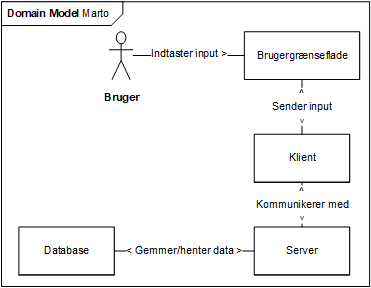 Domain Model Marto
Indtaster input >
Brugergrænseflade
Bruger
^
Sender input
v
Klient
^
Kommunikerer med
v
Database
< Gemmer/henter data >
Server